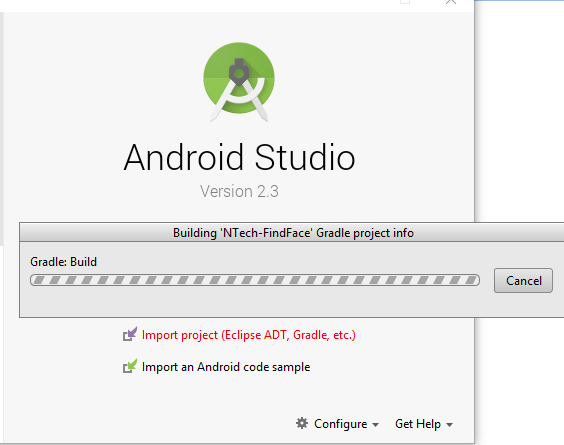 Android Studio
Version 2.3
Building 'NTech-FindFace' Gradle project info
Gradle: Build
Cancel
Import project (Eclipse ADT, Gradle, etc.)
Import an Android code sample
Configure
Get Help